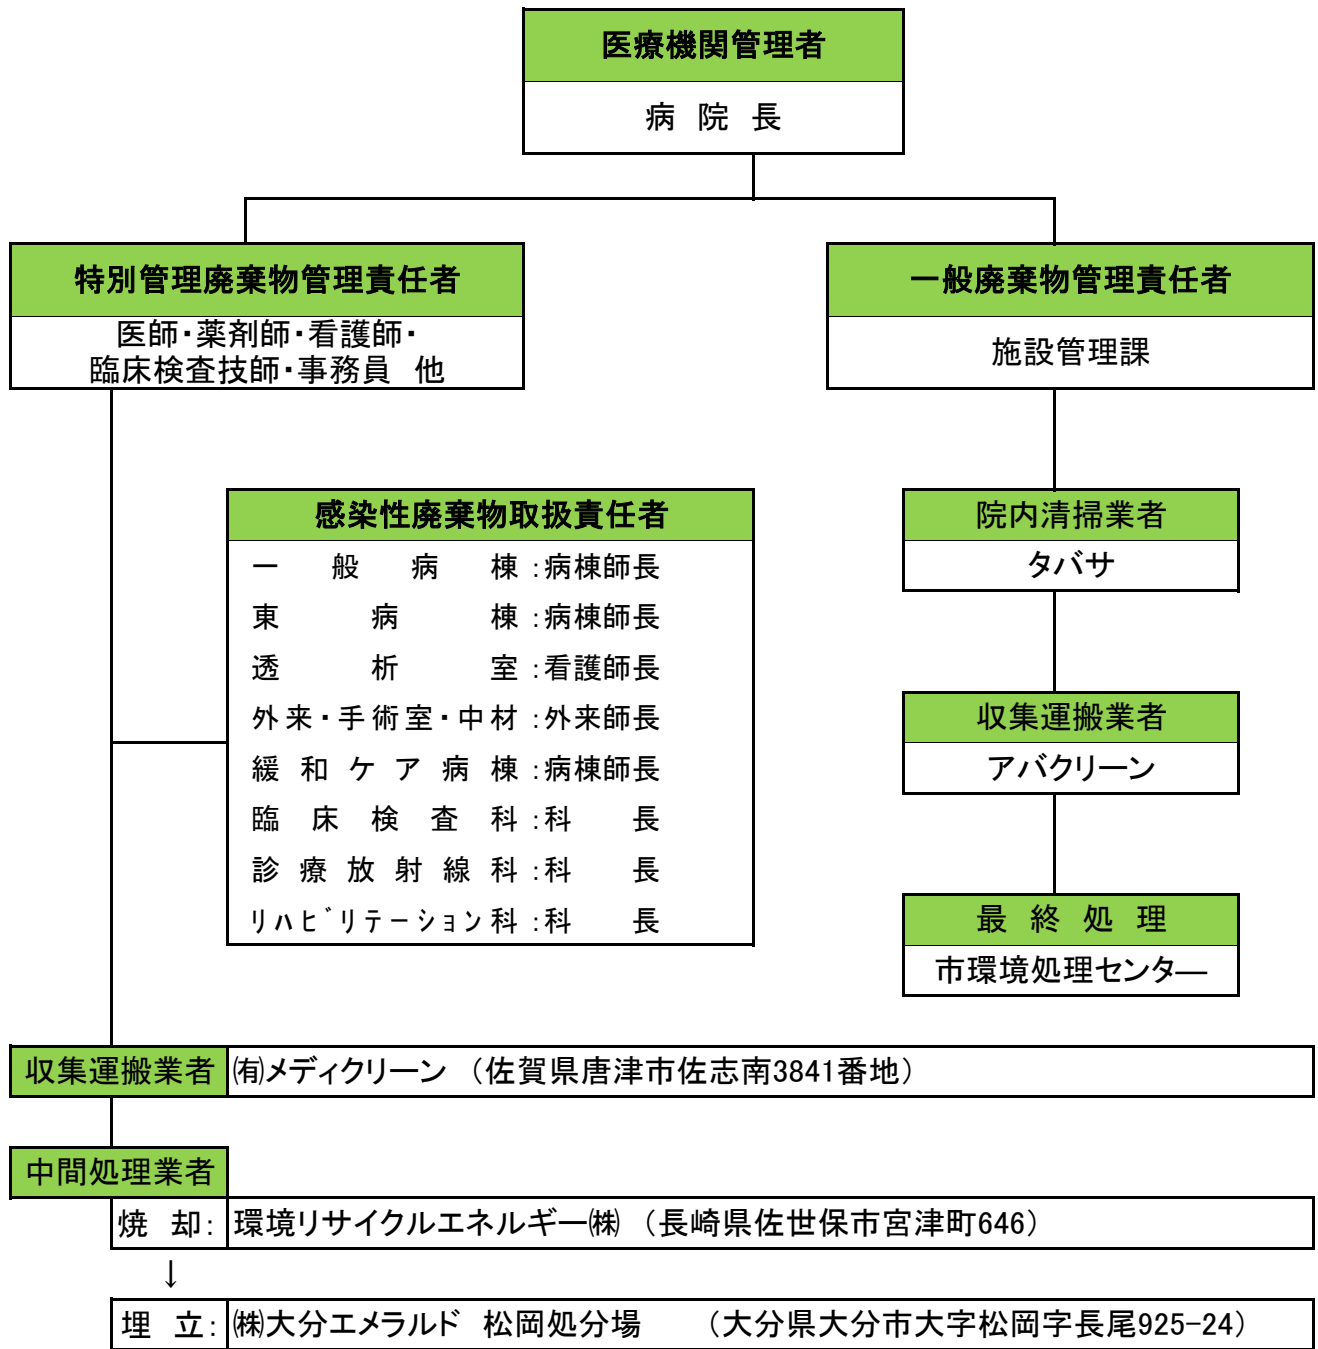 医療機関管理者
病 院 長
特別管理廃棄物管理責任者
医師・薬剤師・看護師・
臨床検査技師・事務員 他
一般廃棄物管理責任者
施設管理課
感染性廃棄物取扱責任者
一般病棟:病棟師長
東病棟:病棟師長
透析室:看護師長
外来・手術室・中材:外来師長
緩和ケア病棟:病棟師長
臨床検査科:科 長
診療放射線科:科 長
リハビリテーション科:科 長
院内清掃業者
タバサ
収集運搬業者
アバクリーン
最 終 処 理
市環境処理センター
収集運搬業者 ㈲メディクリーン (佐賀県唐津市佐志南3841番地)
中間処理業者
焼 却: 環境リサイクルエネルギー㈱ (長崎県佐世保市宮津町646)
↓
埋 立: ㈱大分エメラルド 松岡処分場 (大分県大分市大字松岡字長尾925-24)